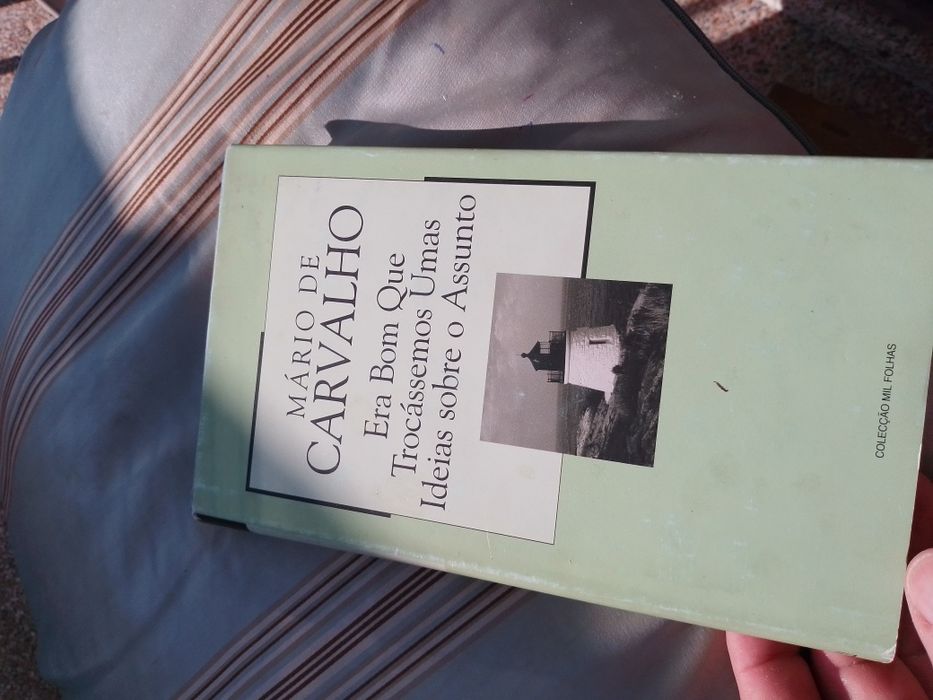 MÁRIO DE
CARVALHO
Era Bom Que
Trocássemos Umas
Ideias sobre o Assunto
COLECÇÃO MIL FOLHAS